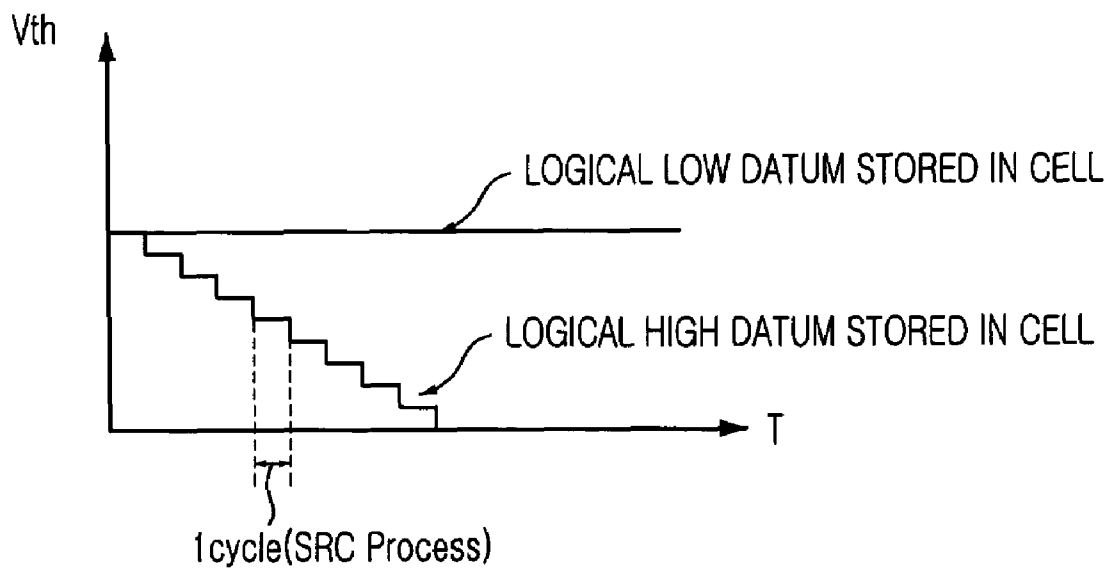 Vth
LOGICAL LOW DATUM STORED IN CELL
LOGICAL HIGH DATUM STORED IN CELL
T
1cycle(SRC Process)